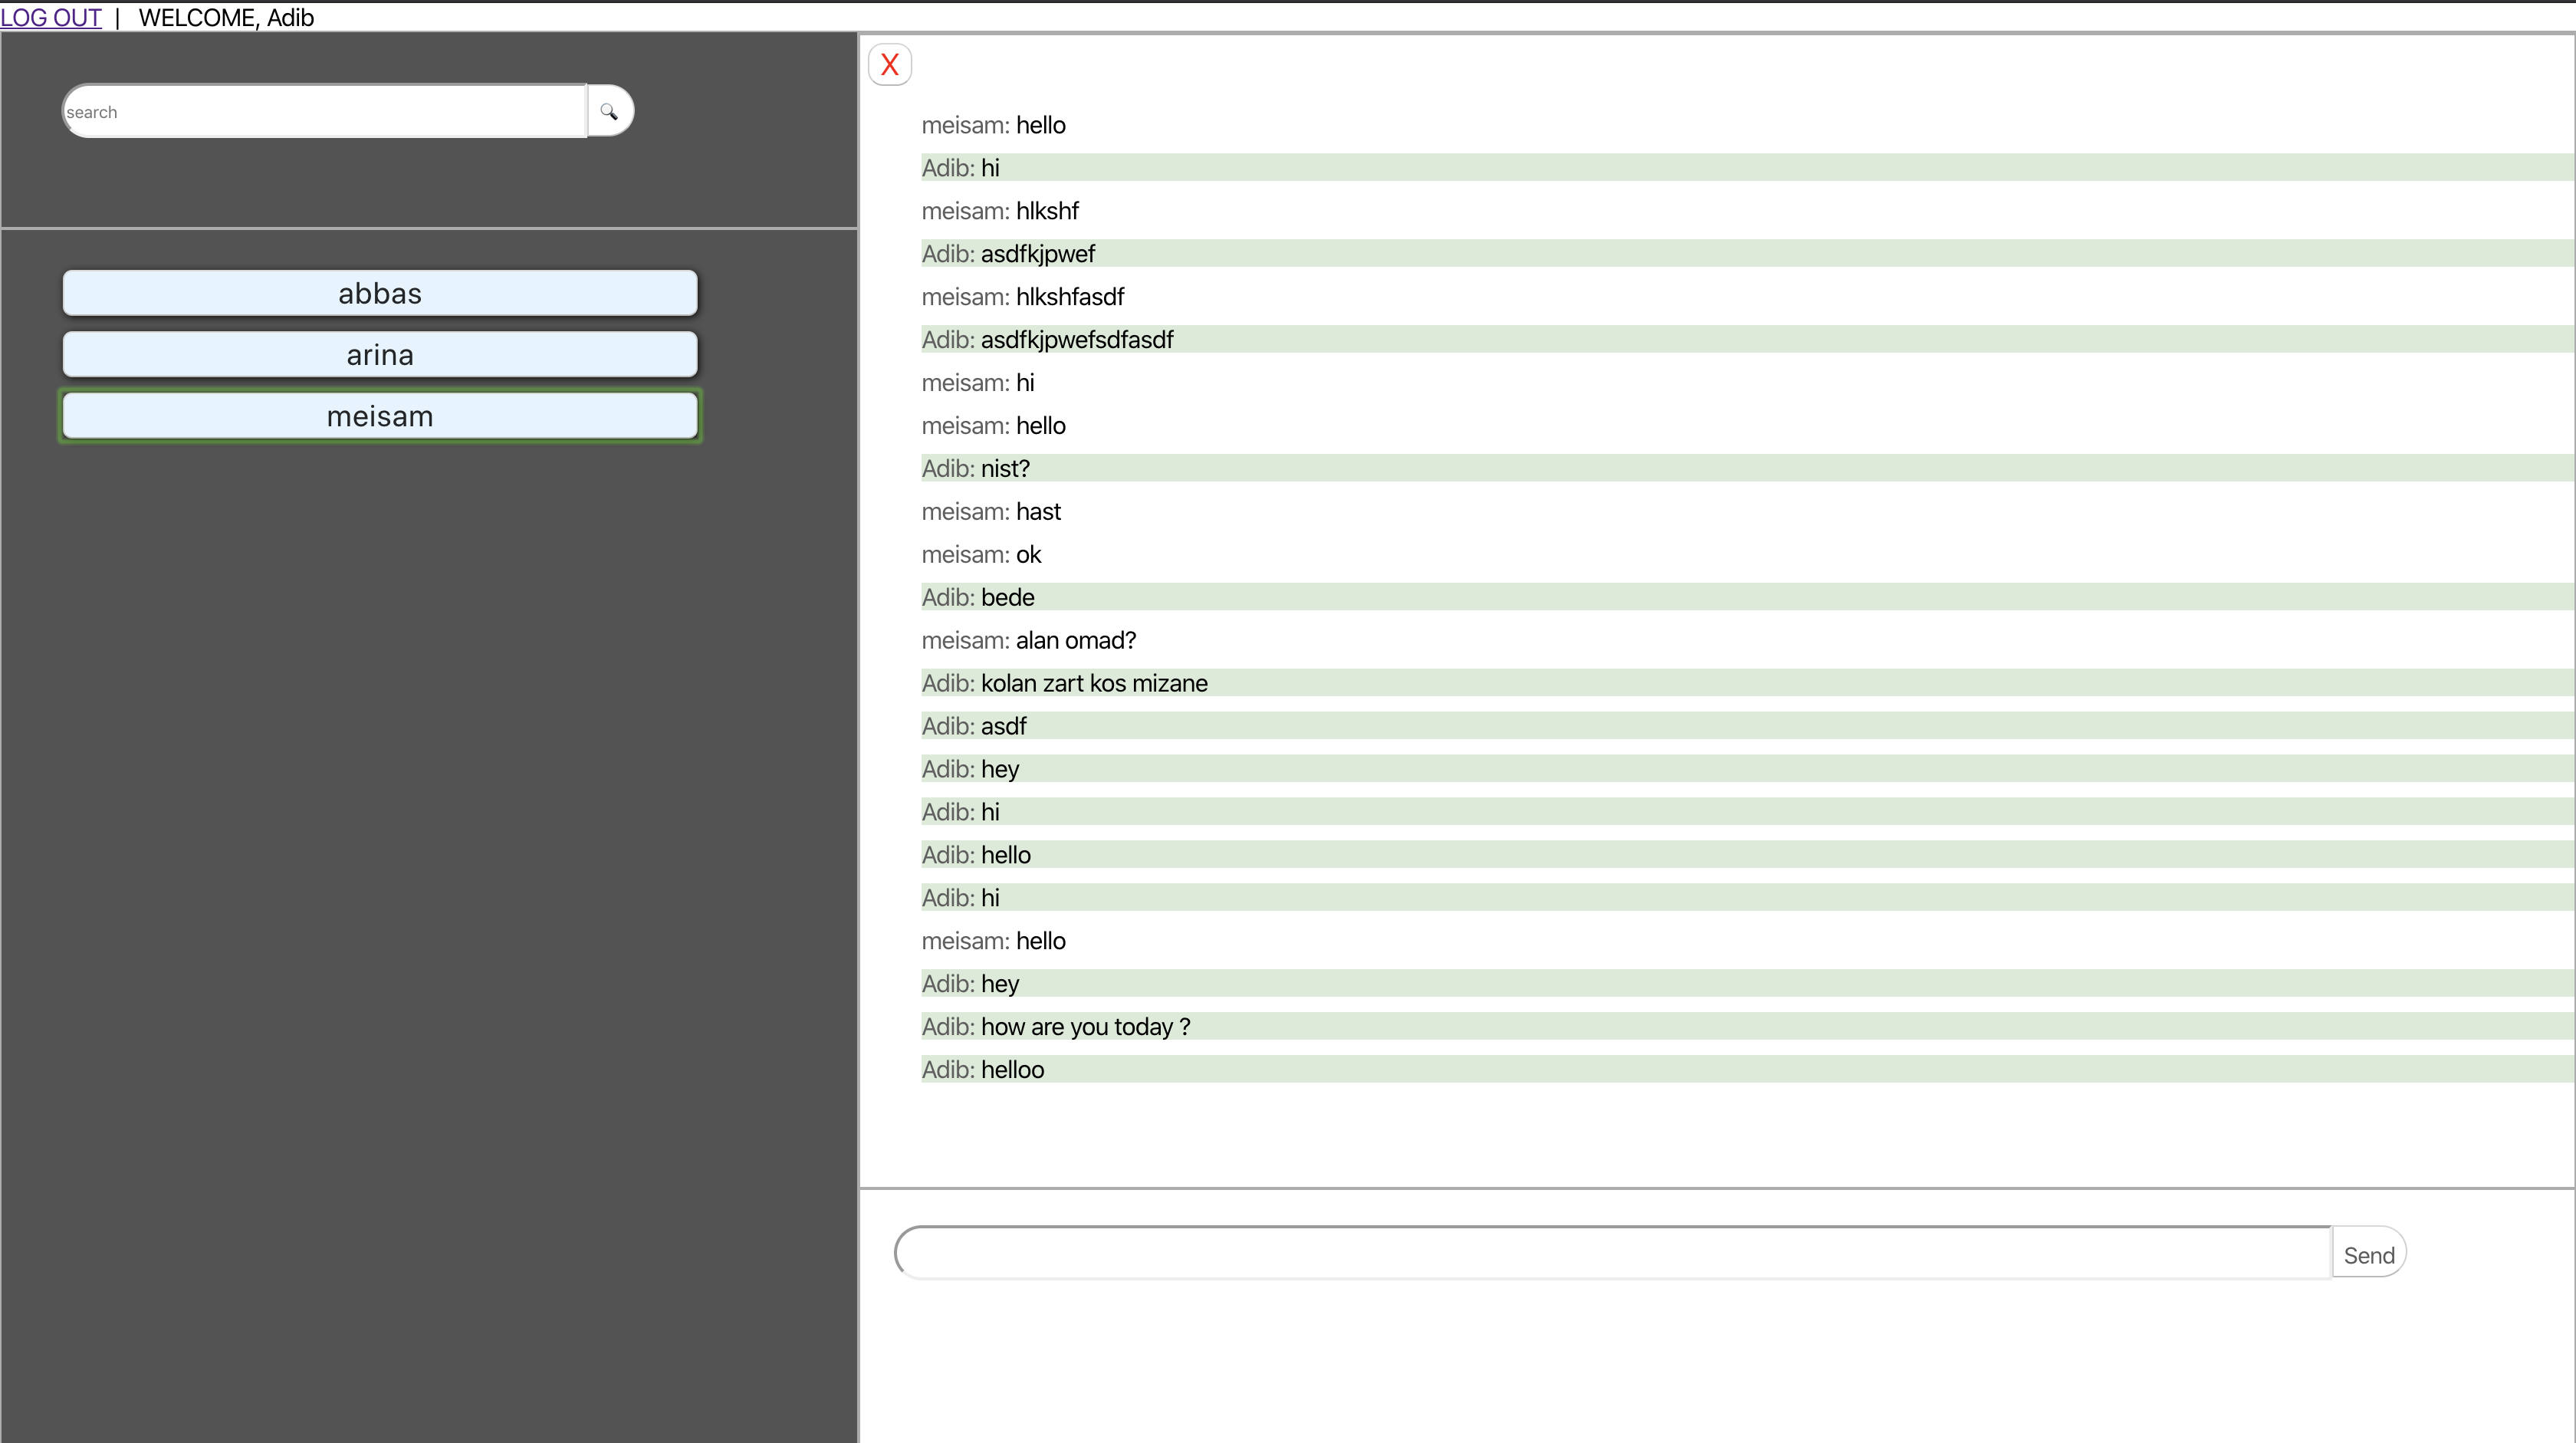 LOG OUT | WELCOME, Adib
search
abbas
arina
meisam
X
meisam: hello
Adib: hi
meisam: hlkshf
Adib: asdfkjpwef
meisam: hlkshfasdf
Adib: asdfkjpwefsdfasdf
meisam: hi
meisam: hello
Adib: nist?
meisam: hast
meisam: ok
Adib: bede
meisam: alan omad?
Adib: kolan zart kos mizane
Adib: asdf
Adib: hey
Adib: hi
Adib: hello
Adib: hi
meisam: hello
Adib: hey
Adib: how are you today ?
Adib: helloo
Send